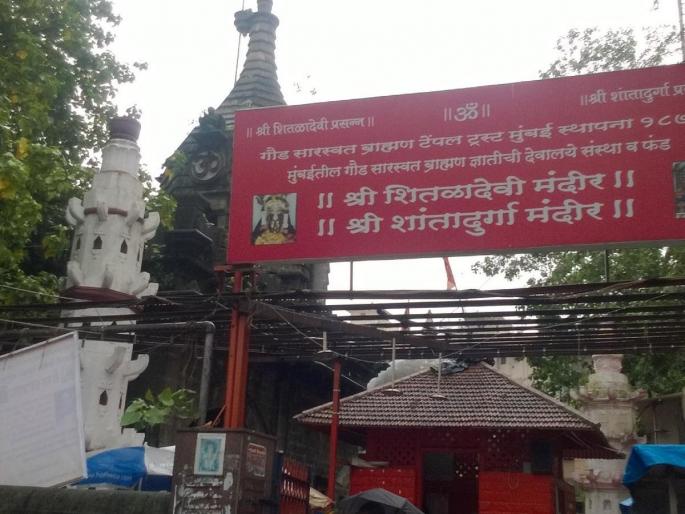 || श्री शितळादेवी प्रसन्न || ||ॐ|| ||श्री शांतादुर्गा
गौड सारस्वत ब्राह्मण टेंपल ट्रस्ट मुंबई स्थापना
मुंबईतील गौड सारस्वत ब्राह्मण ज्ञातीची देवालये संस्था व फंड
|| श्री शितळादेवी मंदीर ||
|| श्री शांतादुर्गा मंदीर ||